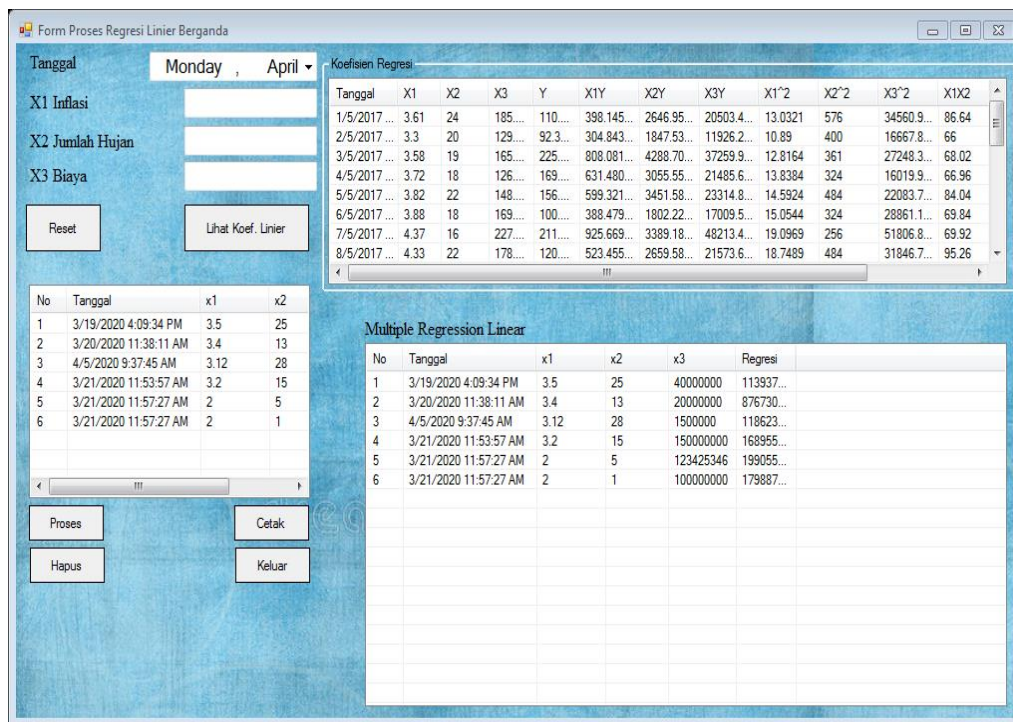 Form Proses Regresi Linier Berganda
Tanggal
Monday , April
X1 Inflasi
X2 Jumlah Hujan
X3 Biaya
Reset
Lihat Koef. Linier
Koefisien Regresi
Tanggal X1 X2 X3 Y X1Y X2Y X3Y X1^2 X2^2 X3^2 X1X2
1/5/2017 ... 3.61 24 185.... 110.... 398.145... 2646.95... 20503.4... 13.0321 576 34560.9... 86.64
2/5/2017 ... 3.3 20 129.... 92.3... 304.843... 1847.53... 11926.2... 10.89 400 16667.8... 66
3/5/2017 ... 3.58 19 165.... 225.... 808.081... 4288.70... 37259.9... 12.8164 361 27248.3... 68.02
4/5/2017 ... 3.72 18 126.... 169.... 631.480... 3055.55... 21485.6... 13.8384 324 16019.9... 66.96
5/5/2017 ... 3.82 22 148.... 156.... 599.321... 3451.58... 23314.8... 14.5924 484 22083.7... 84.04
6/5/2017 ... 3.88 18 169.... 100.... 388.479... 1802.22... 17009.5... 15.0544 324 28861.1... 69.84
7/5/2017 ... 4.37 16 227.... 211.... 925.669... 3389.18... 48213.4... 19.0969 256 51806.8... 69.92
8/5/2017 ... 4.33 22 178.... 120.... 523.455... 2659.58... 21573.6... 18.7489 484 31846.7... 95.26
No Tanggal x1 x2
1 3/19/2020 4:09:34 PM 3.5 25
2 3/20/2020 11:38:11 AM 3.4 13
3 4/5/2020 9:37:45 AM 3.12 28
4 3/21/2020 11:53:57 AM 3.2 15
5 3/21/2020 11:57:27 AM 2 5
6 3/21/2020 11:57:27 AM 2 1
Proses
Cetak
Hapus
Keluar
Multiple Regression Linear
No Tanggal x1 x2 x3 Regresi
1 3/19/2020 4:09:34 PM 3.5 25 40000000 113937...
2 3/20/2020 11:38:11 AM 3.4 13 20000000 876730...
3 4/5/2020 9:37:45 AM 3.12 28 1500000 118623...
4 3/21/2020 11:53:57 AM 3.2 15 150000000 168955...
5 3/21/2020 11:57:27 AM 2 5 123425346 199055...
6 3/21/2020 11:57:27 AM 2 1 100000000 179887...